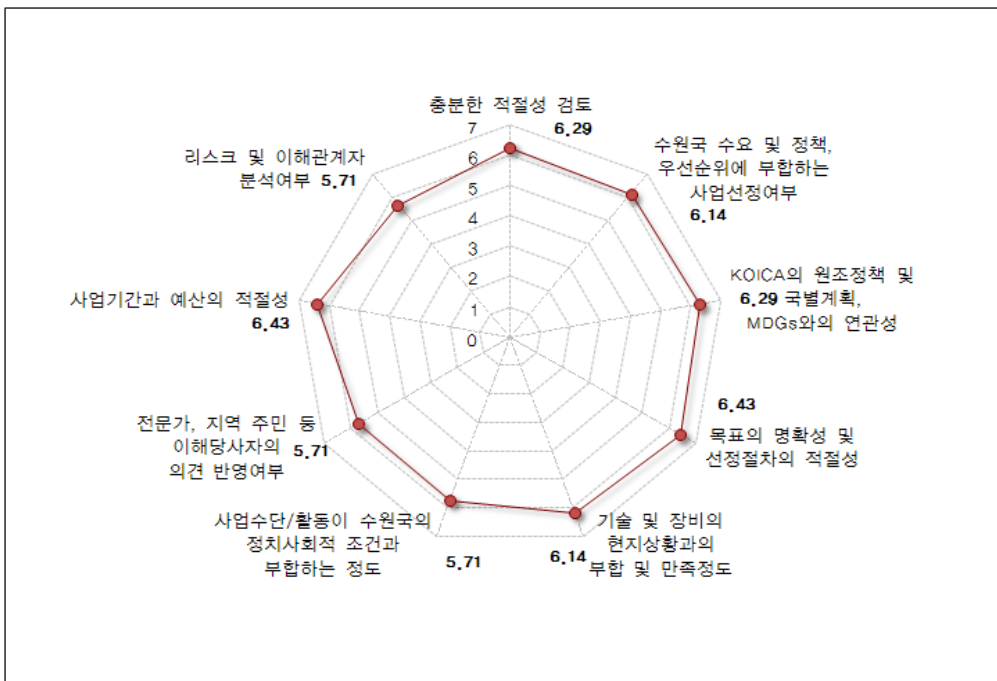 충분한 적절성 검토
6.29
수원국 수요 및 정책,
우선순위에 부합하는
사업선정여부
6.14
KOICA의 원조정책 및
6.29 국별계획,
MDGs와의 연관성
6.43
목표의 명확성 및
선정절차의 적절성
기술 및 장비의
현지상황과의
6.14 부합 및 만족정도
사업수단/활동이 수원국의
정치사회적 조건과
부합하는 정도 5.71
전문가, 지역 주민 등
이해당사자의 5.71
의견 반영여부
사업기간과 예산의 적절성
6.43
리스크 및 이해관계자
분석여부 5.71
7
6
5
4
3
2
1
0